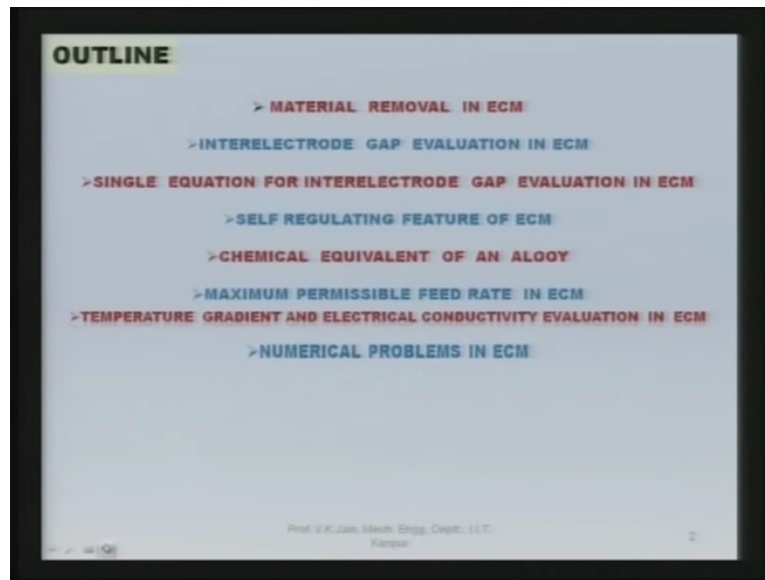 OUTLINE
➢ MATERIAL REMOVAL IN ECM
➢INTERELECTRODE GAP EVALUATION IN ECM
➢SINGLE EQUATION FOR INTERELECTRODE GAP EVALUATION IN ECM
➢SELF REGULATING FEATURE OF ECM
➢CHEMICAL EQUIVALENT OF AN ALOOY
➢MAXIMUM PERMISSIBLE FEED RATE IN ECM
➢TEMPERATURE GRADIENT AND ELECTRICAL CONDUCTIVITY EVALUATION IN ECM
➢NUMERICAL PROBLEMS IN ECM
Prof. V.K.Jain, Mech. Engg. Deptt., I.I.T.
Kanpur
2